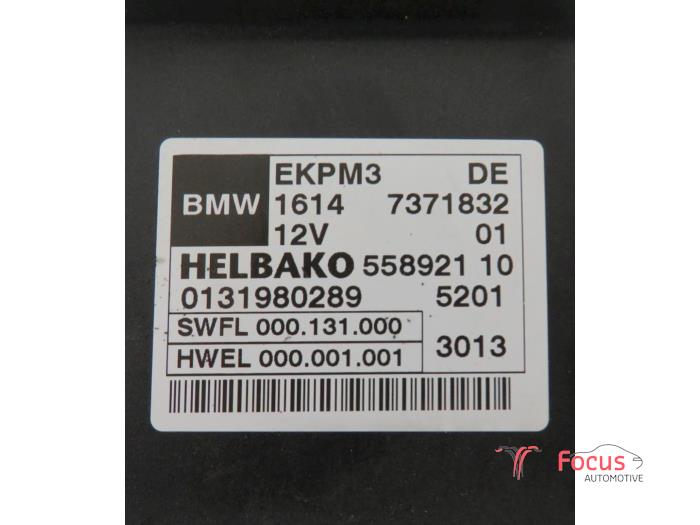 EKPM3 DE
BMW 1614 7371832
12V 01
HELBAKO 558921 10
0131980289 5201
SWFL 000.131.000
HWEL 000.001.001 3013
Focus
AUTOMOTIVE